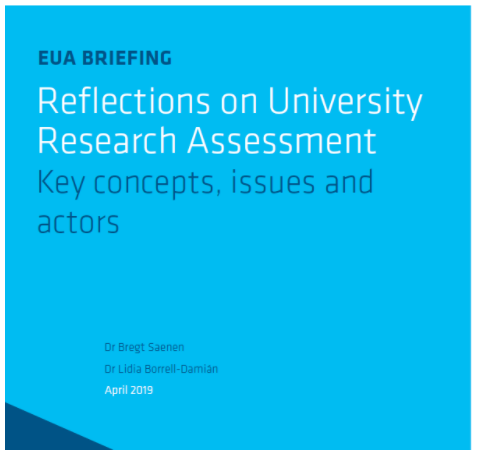 EUA BRIEFING
Reflections on University
Research Assessment
Key concepts, issues and
actors
Dr Bregt Saenen
Dr Lidia Borrell-Damián
April 2019